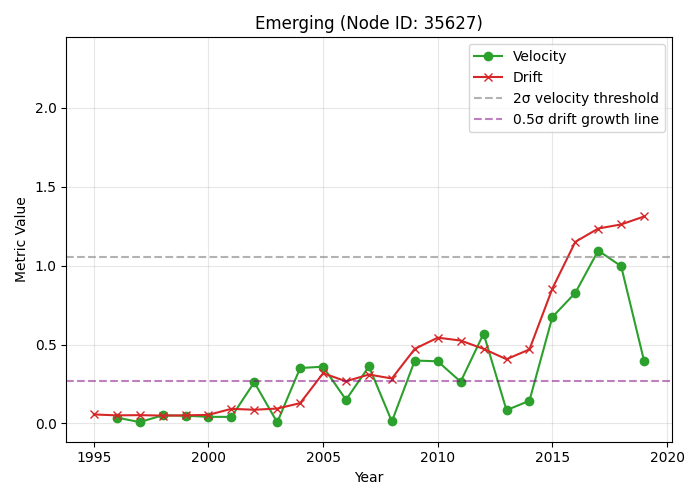 Emerging (Node ID: 35627)
Velocity
Drift
2σ velocity threshold
0.5σ drift growth line
Metric Value
2.0
1.5
1.0
0.5
0.0
1995
2000
2005
2010
2015
2020
Year